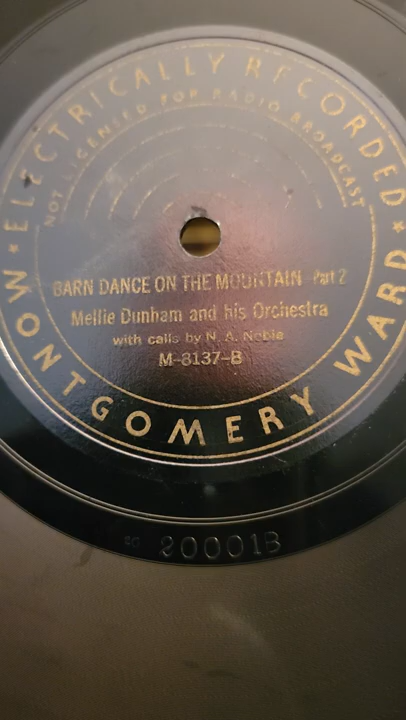 * ELECTRICALLY RECORDED *
NOT LICENSED FOR RADIO BROADCAST
BARN DANCE ON THE MOUNTAIN Part 2
Mellie Dunham and his Orchestra
with calls by N. A. Noble
M-8137-B
MONTGOMERY WARD
20001B